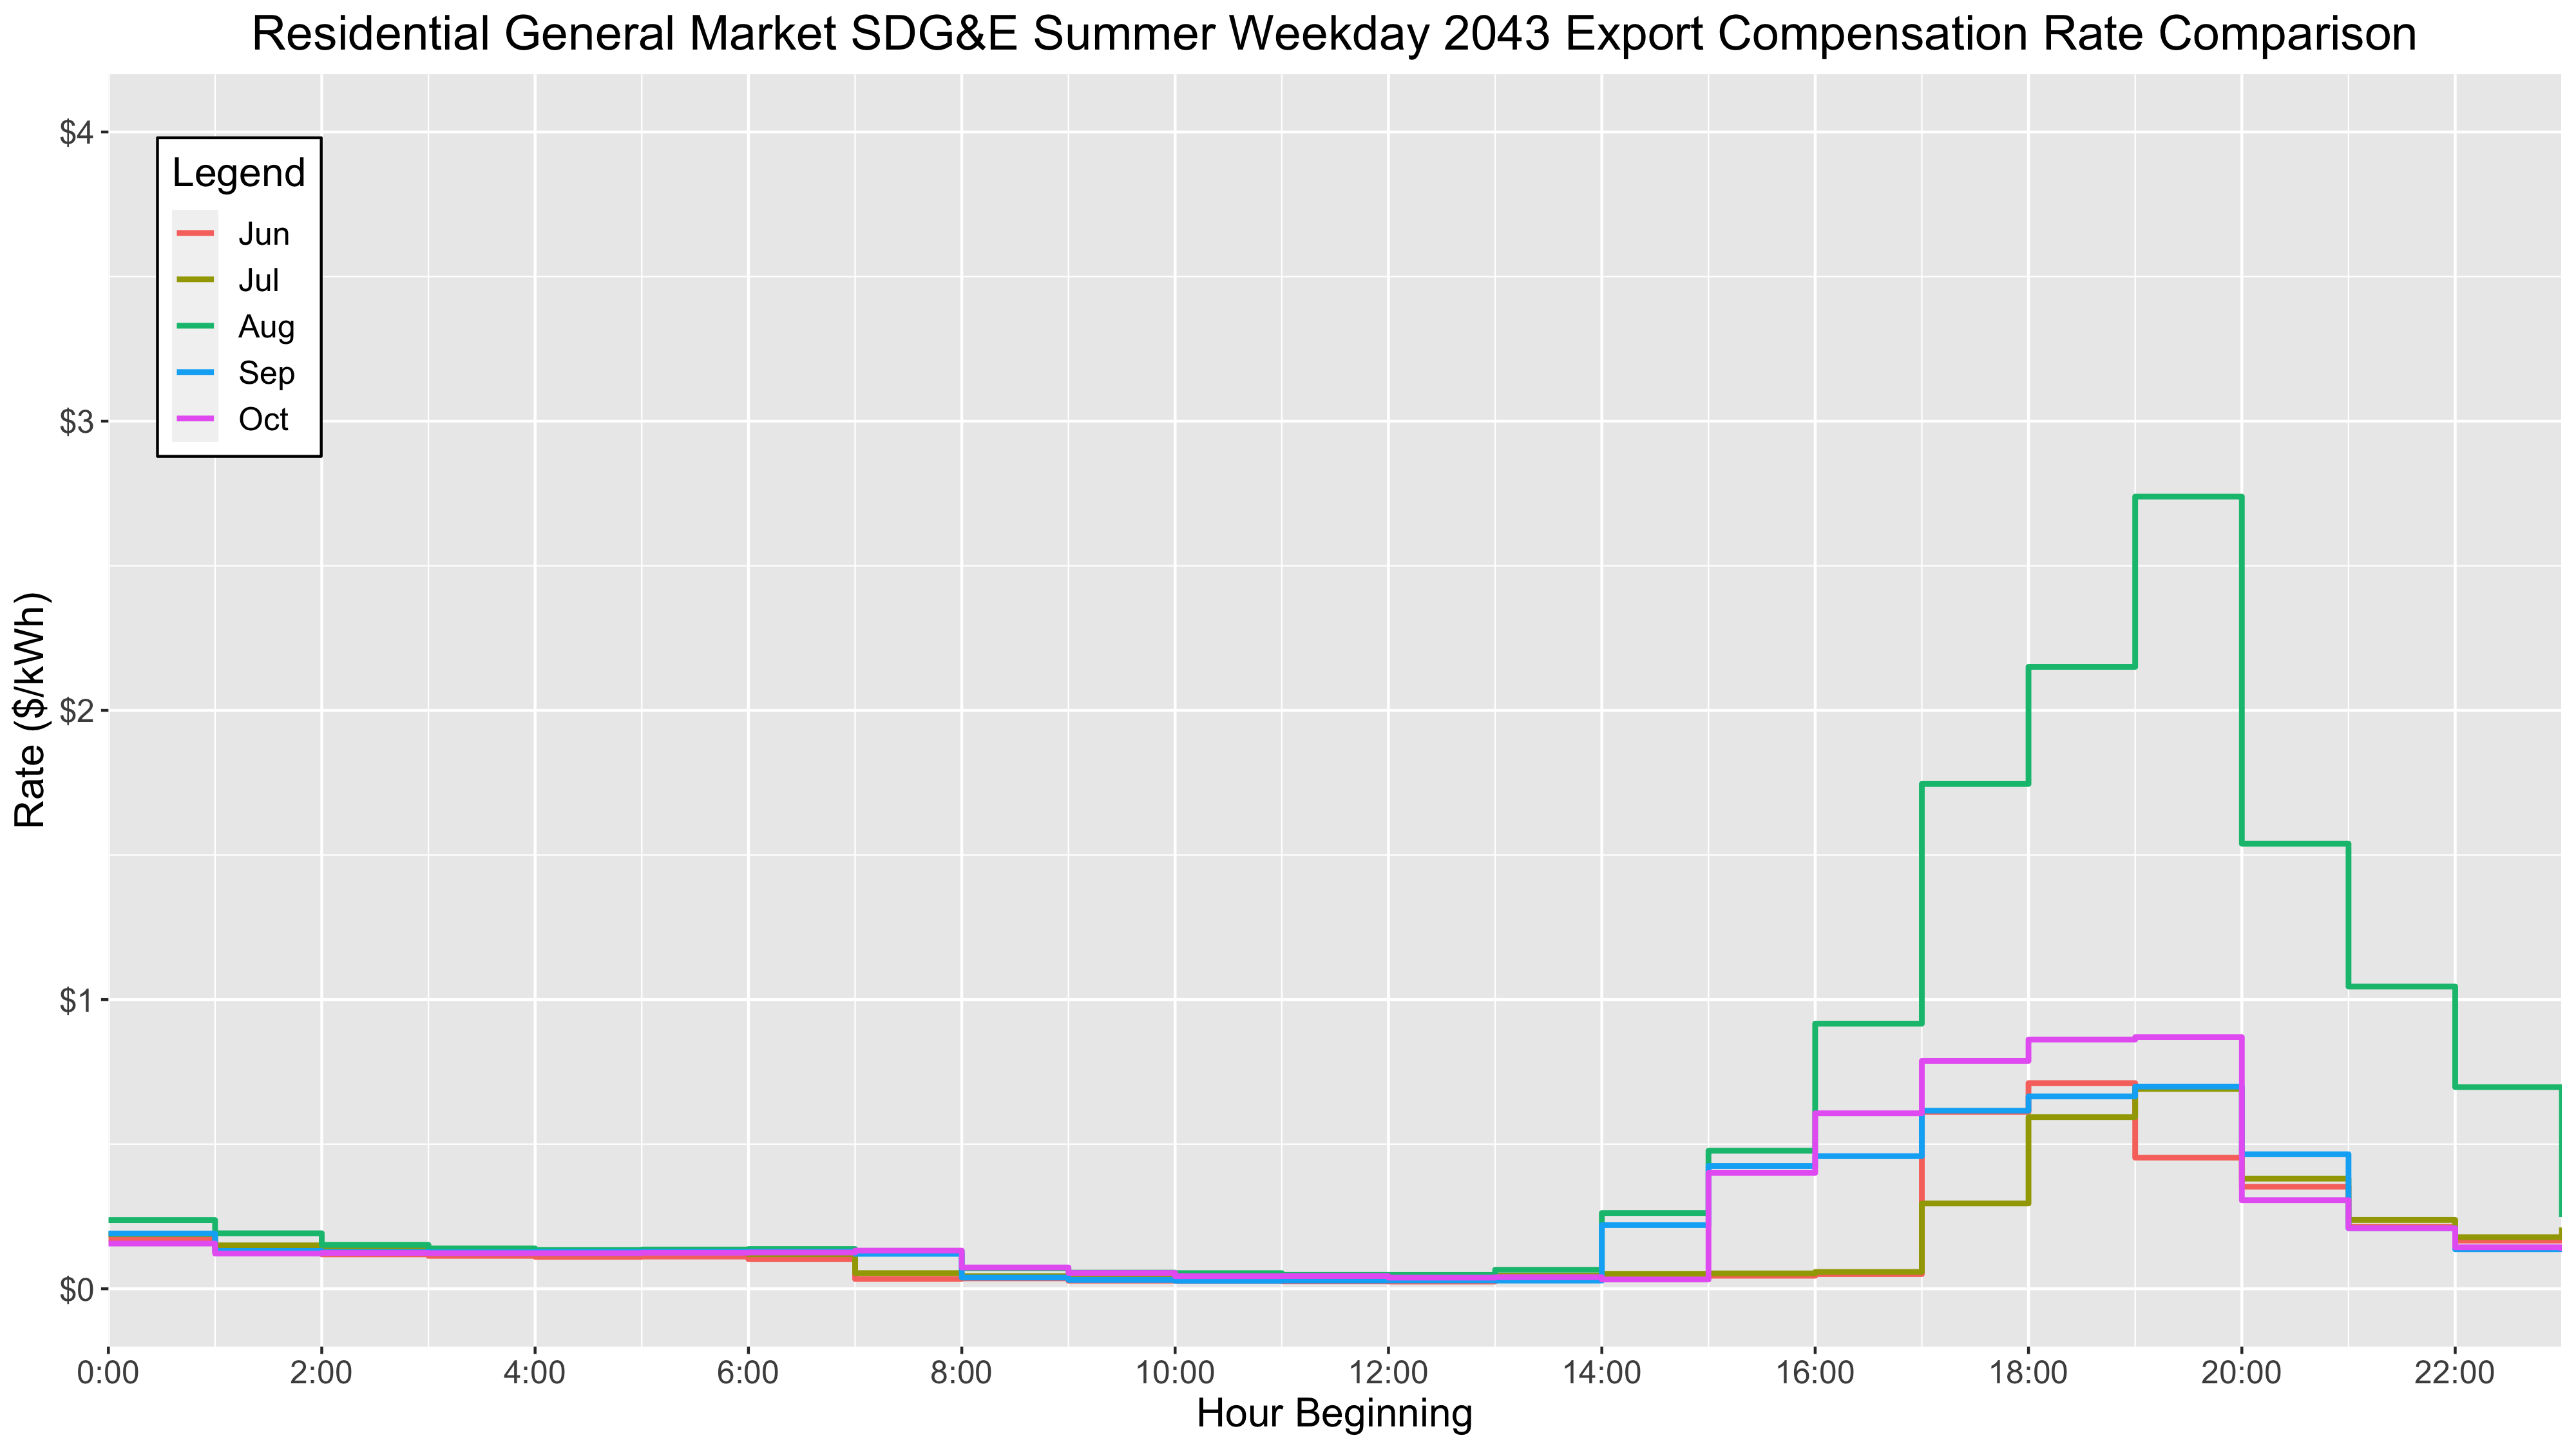 Residential General Market SDG&E Summer Weekday 2043 Export Compensation Rate Comparison
$4
Legend
Jun
Jul
Aug
Sep
Oct
$3
Rate ($/kWh)
$2
$1
$0
0:00 2:00 4:00 6:00 8:00 10:00 12:00 14:00 16:00 18:00 20:00 22:00
Hour Beginning